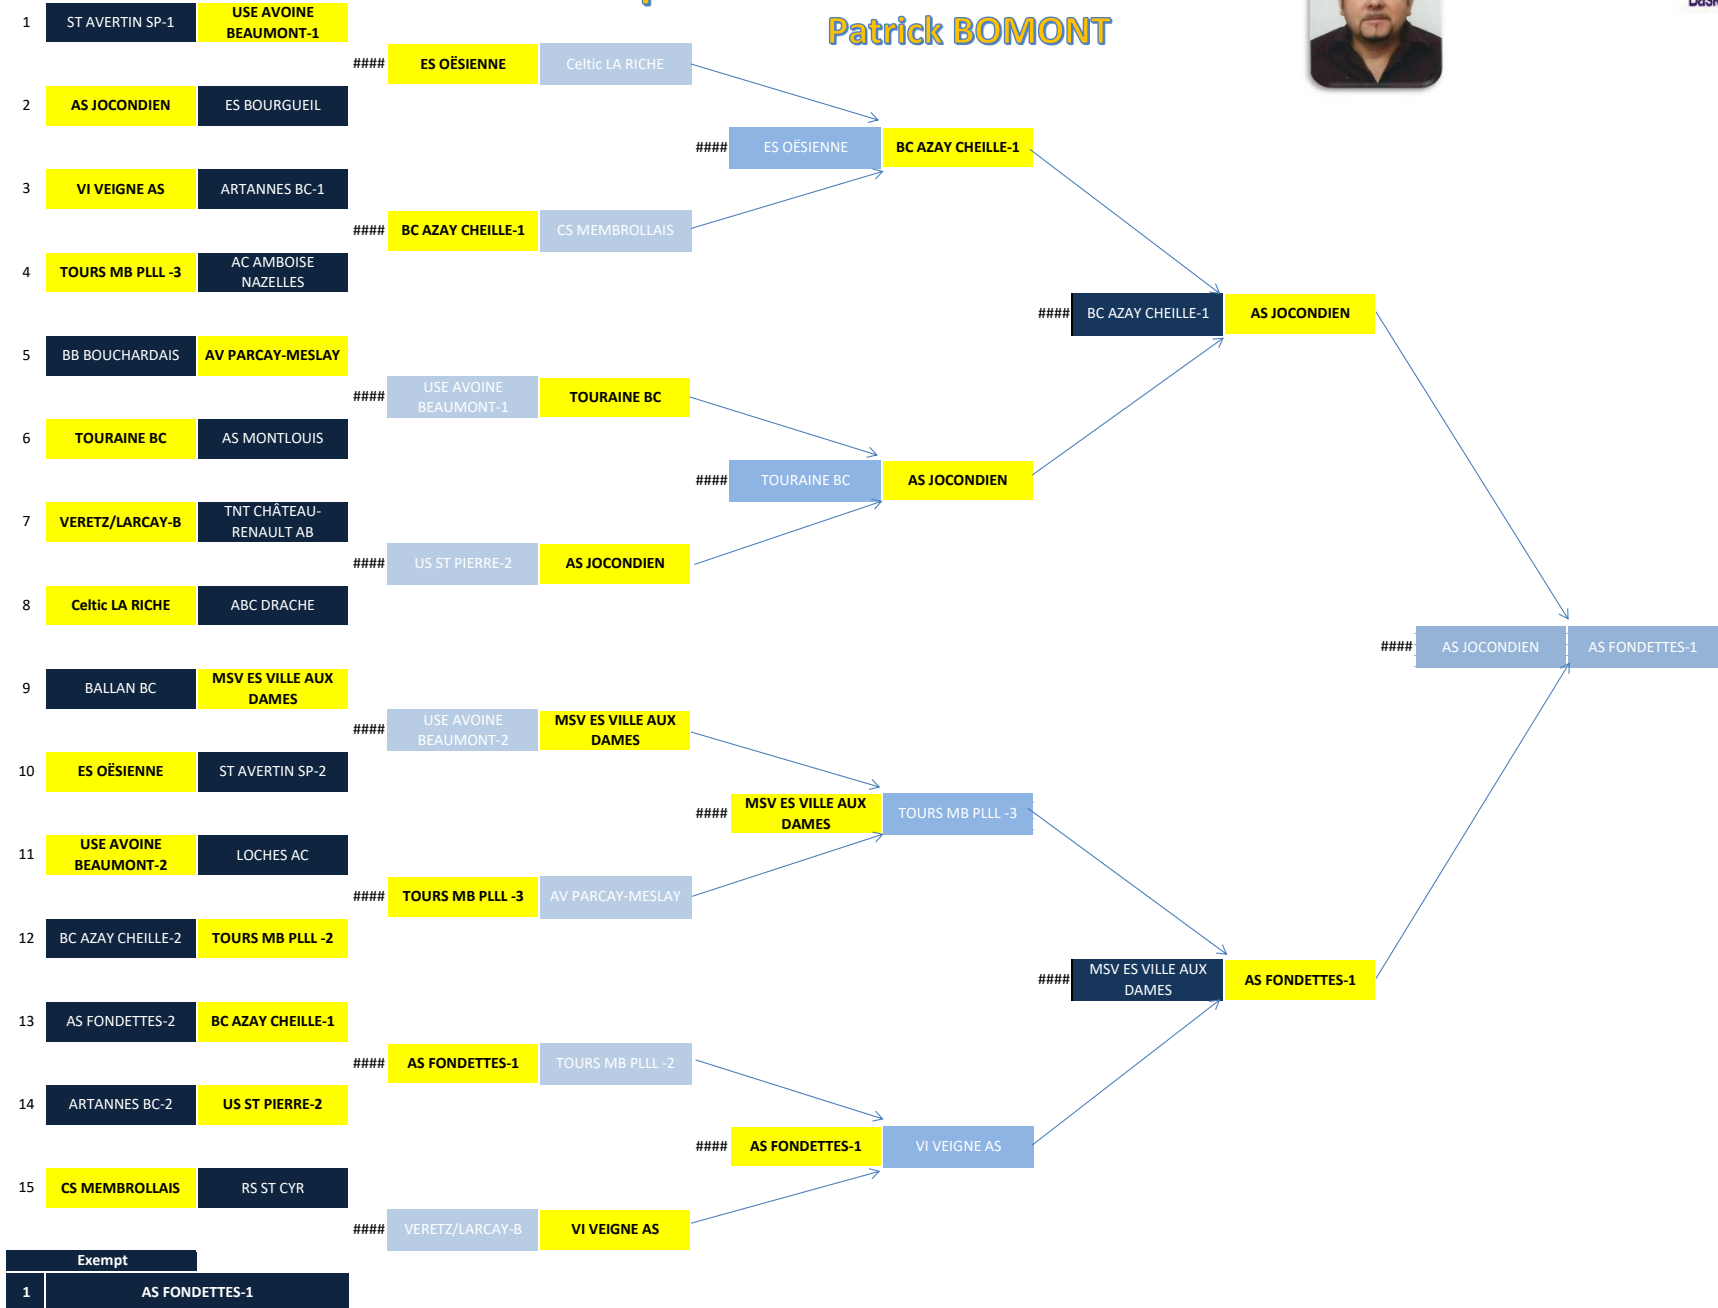 Patrick BOMONT
1 ST AVERTIN SP-1 USE AVOINE
BEAUMONT-1
#### ES OËSIENNE Celtic LA RICHE
2 AS JOCONDIEN ES BOURGUEIL
#### ES OËSIENNE BC AZAY CHEILLE-1
3 VI VEIGNE AS ARTANNES BC-1
#### BC AZAY CHEILLE-1 CS MEMBROLLAIS
4 TOURS MB PLLL -3 AC AMBOISE
NAZELLES
#### BC AZAY CHEILLE-1 AS JOCONDIEN
5 BB BOUCHARDAIS AV PARCAY-MESLAY
#### USE AVOINE
BEAUMONT-1 TOURAINE BC
6 TOURAINE BC AS MONTLOUIS
#### TOURAINE BC AS JOCONDIEN
7 VERETZ/LARCAY-B TNT CHÂTEAU-
RENAULT AB
#### US ST PIERRE-2 AS JOCONDIEN
8 Celtic LA RICHE ABC DRACHE
#### AS JOCONDIEN AS FONDETTES-1
9 BALLAN BC MSV ES VILLE AUX
DAMES
#### USE AVOINE
BEAUMONT-2 MSV ES VILLE AUX
DAMES
10 ES OËSIENNE ST AVERTIN SP-2
#### MSV ES VILLE AUX
DAMES TOURS MB PLLL -3
11 USE AVOINE
BEAUMONT-2 LOCHES AC
#### TOURS MB PLLL -3 AV PARCAY-MESLAY
12 BC AZAY CHEILLE-2 TOURS MB PLLL -2
#### MSV ES VILLE AUX
DAMES AS FONDETTES-1
13 AS FONDETTES-2 BC AZAY CHEILLE-1
#### AS FONDETTES-1 TOURS MB PLLL -2
14 ARTANNES BC-2 US ST PIERRE-2
#### AS FONDETTES-1 VI VEIGNE AS
15 CS MEMBROLLAIS RS ST CYR
#### VERETZ/LARCAY-B VI VEIGNE AS
Exempt
1 AS FONDETTES-1